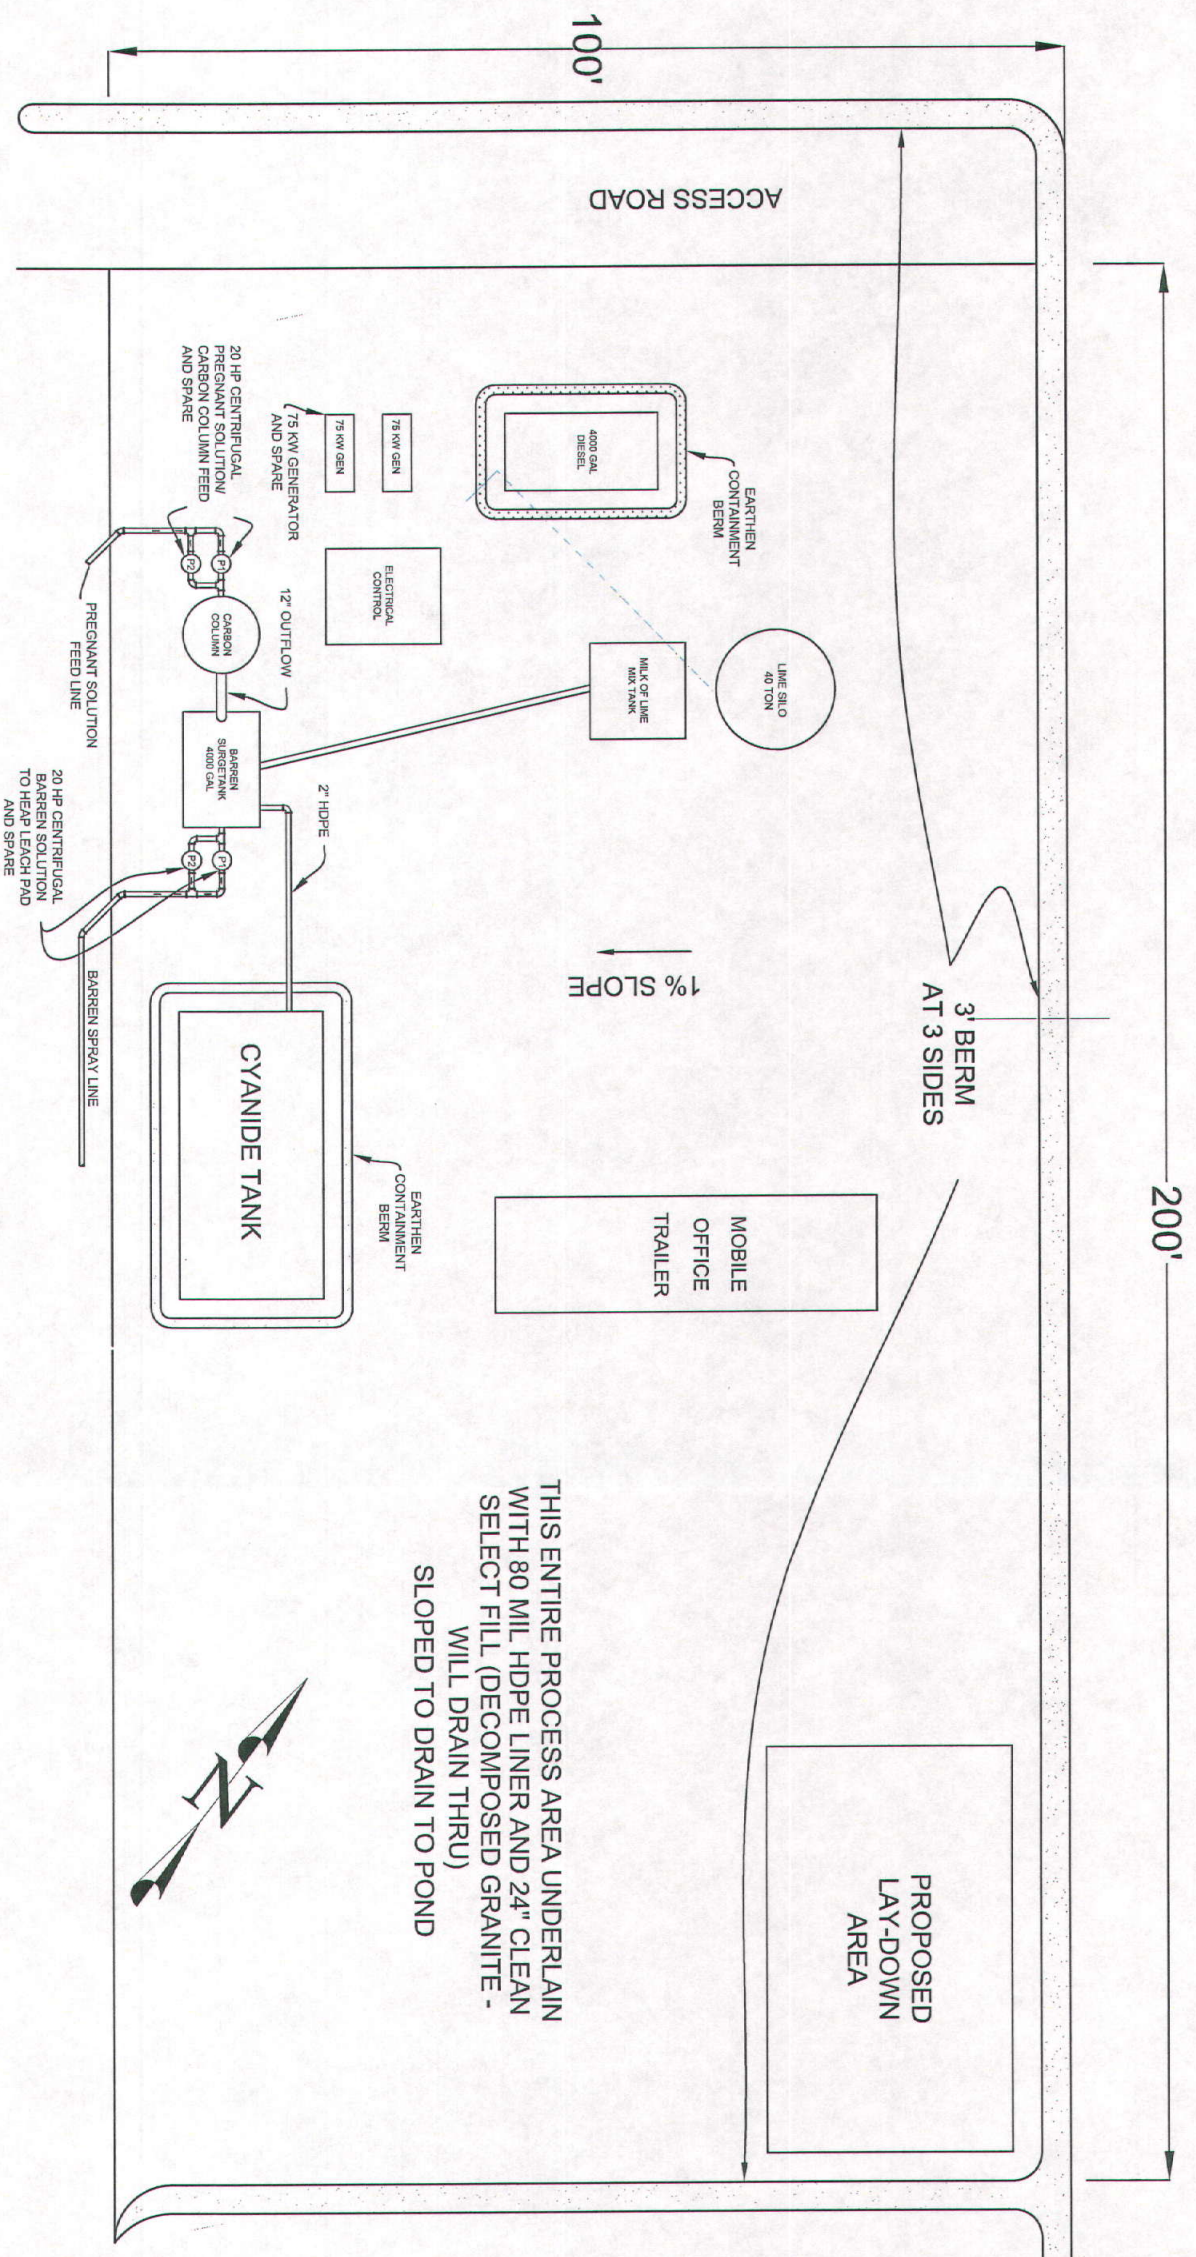 200'
100'
ACCESS ROAD
3' BERM
AT 3 SIDES
PROPOSED
LAY-DOWN
AREA
LIME SILO
40 TON
MILK OF LIME
MIX TANK
EARTHEN
CONTAINMENT
BERM
4000 GAL
DIESEL
1% SLOPE
MOBILE
OFFICE
TRAILER
75 KW GEN
75 KW GEN
75 KW GENERATOR
AND SPARE
ELECTRICAL
CONTROL
20 HP CENTRIFUGAL
PREGNANT SOLUTION/
CARBON COLUMN FEED
AND SPARE
P1
P2
CARBON
COLUMN
12" OUTFLOW
PREGNANT SOLUTION
FEED LINE
BARREN
SURGETANK
4000 GAL
2" HDPE
P1
P2
20 HP CENTRIFUGAL
BARREN SOLUTION
TO HEAP LEACH PAD
AND SPARE
BARREN SPRAY LINE
CYANIDE TANK
EARTHEN
CONTAINMENT
BERM
THIS ENTIRE PROCESS AREA UNDERLAIN
WITH 80 MIL HDPE LINER AND 24" CLEAN
SELECT FILL (DECOMPOSED GRANITE -
WILL DRAIN THRU)
SLOPED TO DRAIN TO POND
N